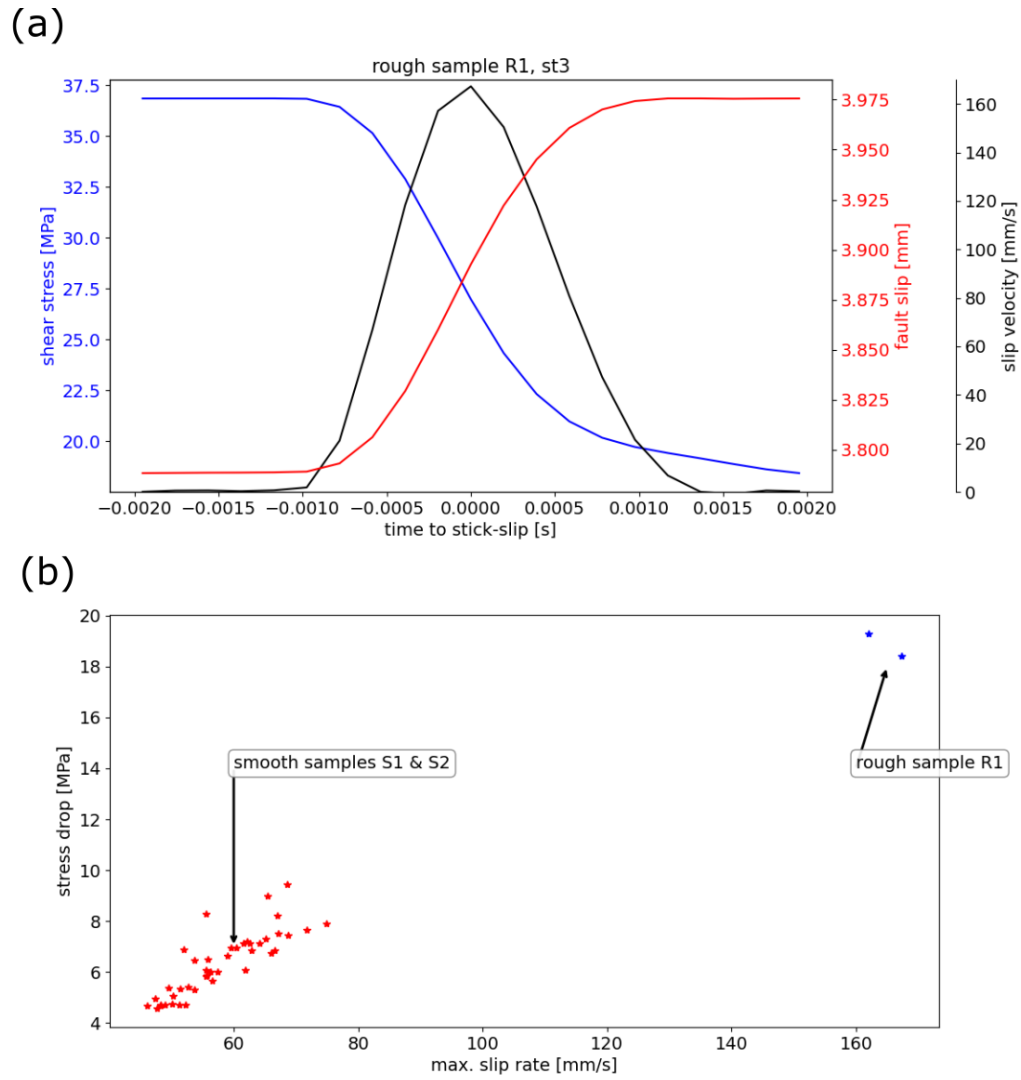 (a)
rough sample R1, st3
37.5
35.0
32.5
30.0
27.5
25.0
22.5
20.0
shear stress [MPa]
3.975
3.950
3.925
3.900
3.875
3.850
3.825
3.800
fault slip [mm]
160
140
120
100
80
60
40
20
0
slip velocity [mm/s]
−0.0020 −0.0015 −0.0010 −0.0005 0.0000 0.0005 0.0010 0.0015 0.0020
time to stick-slip [s]
(b)
20
18
16
14
12
10
8
6
4
stress drop [MPa]
smooth samples S1 & S2
rough sample R1
60 80 100 120 140 160
max. slip rate [mm/s]